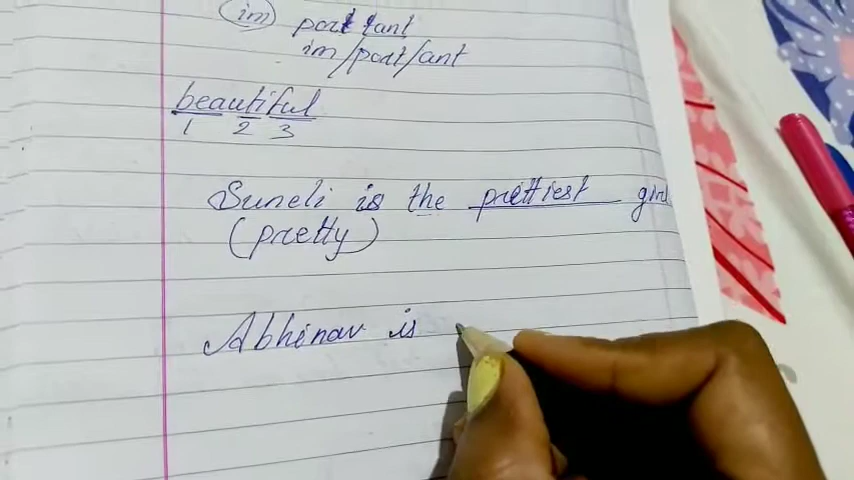 im port tant
im/port/ant
beautiful
1 2 3
Suneli is the prettiest girl
(pretty)
Abhinav is